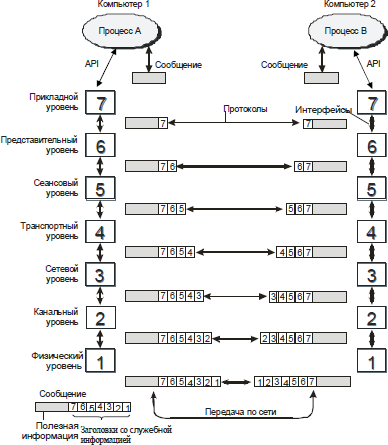 Компьютер 1
Компьютер 2
Процесс A
Процесс B
API
Сообщение
Сообщение
API
Прикладной
уровень
7
Протоколы
Интерфейсы
7
7
7
Представительный
уровень
6
7 6
6 7
6
Сеансовый
уровень
5
7 6 5
5 6 7
5
Транспортный
уровень
4
7 6 5 4
4 5 6 7
4
Сетевой
уровень
3
7 6 5 4 3
3 4 5 6 7
3
Канальный
уровень
2
7 6 5 4 3 2
2 3 4 5 6 7
2
Физический
уровень
1
7 6 5 4 3 2 1
1 2 3 4 5 6 7
1
Сообщение
7 6 5 4 3 2 1
Передача по сети
Полезная
информация
Заголовки со служебной
информацией